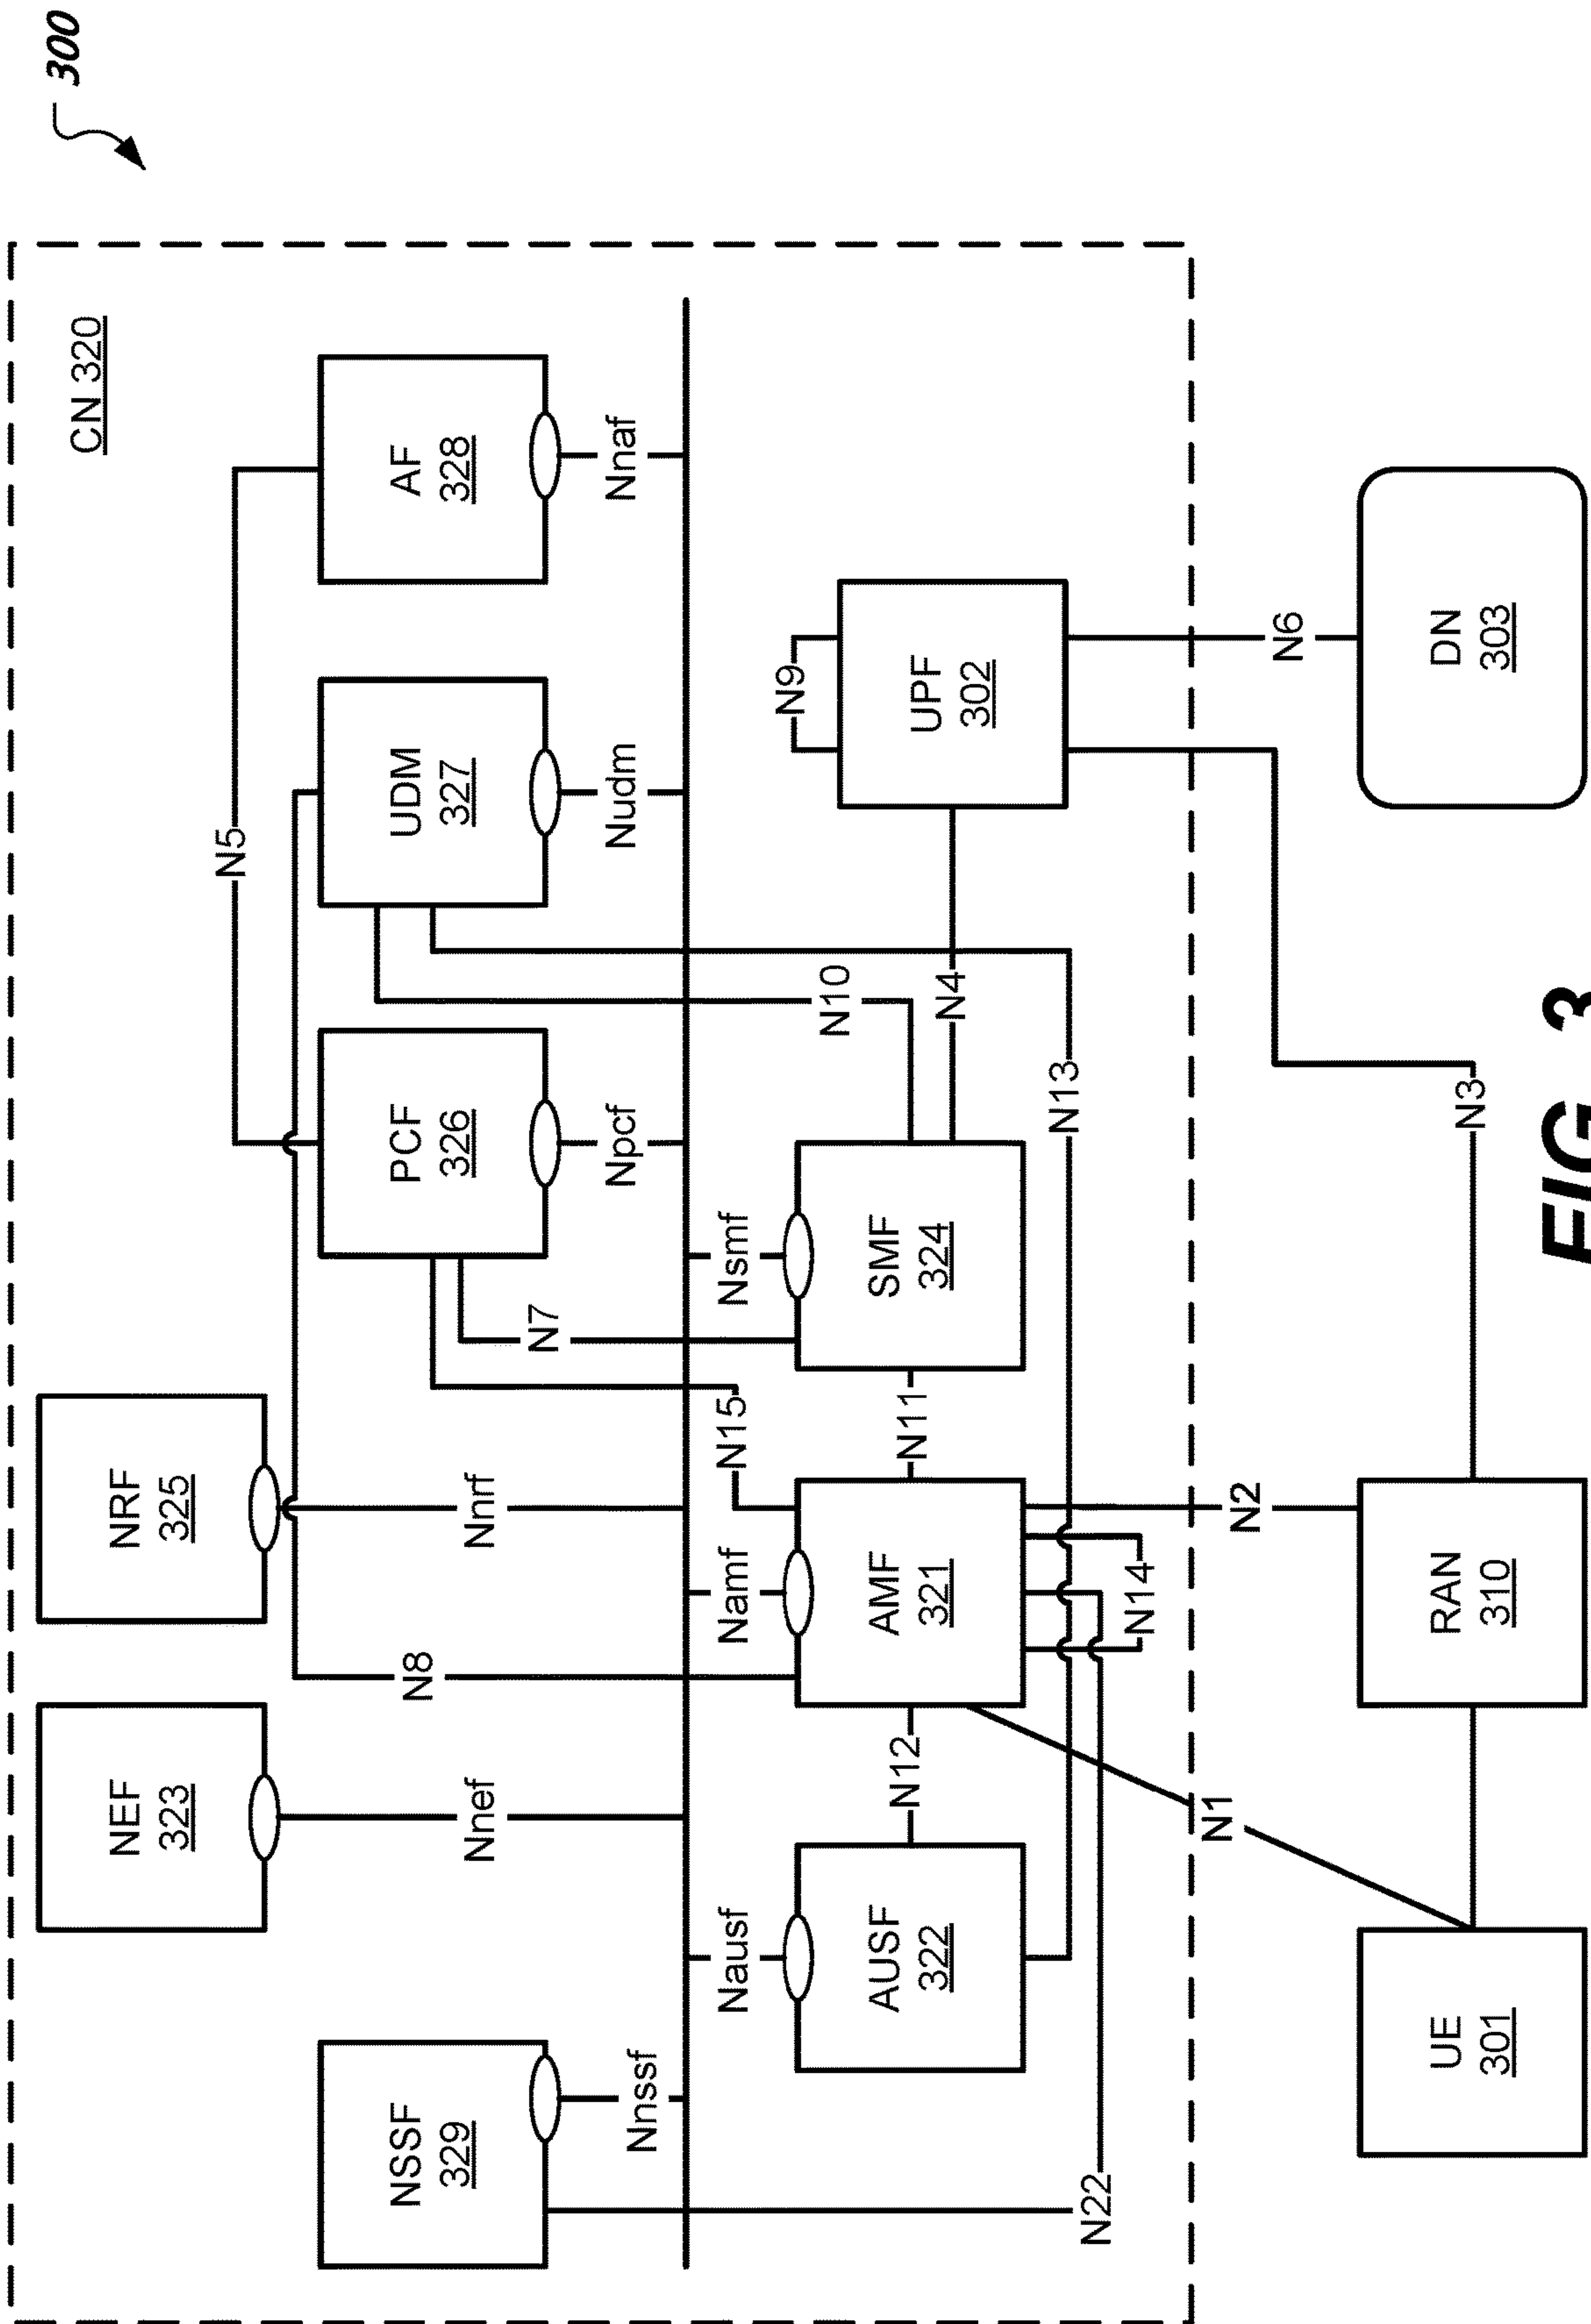 300
CN 320
NEF
323
NRF
325
N5
N8
NSSF
329
PCF
326
UDM
327
AF
328
Nnef
Nnrf
N7
Nnssf
Npcf
Nudm
Nnaf
Nausf
Namf
N15
Nsmf
N10
N9
AUSF
322
N12
AMF
321
N11
SMF
324
N4
UPF
302
N13
N22
N14
N1
N2
N6
UE
301
RAN
310
N3
DN
303
FIG. 3